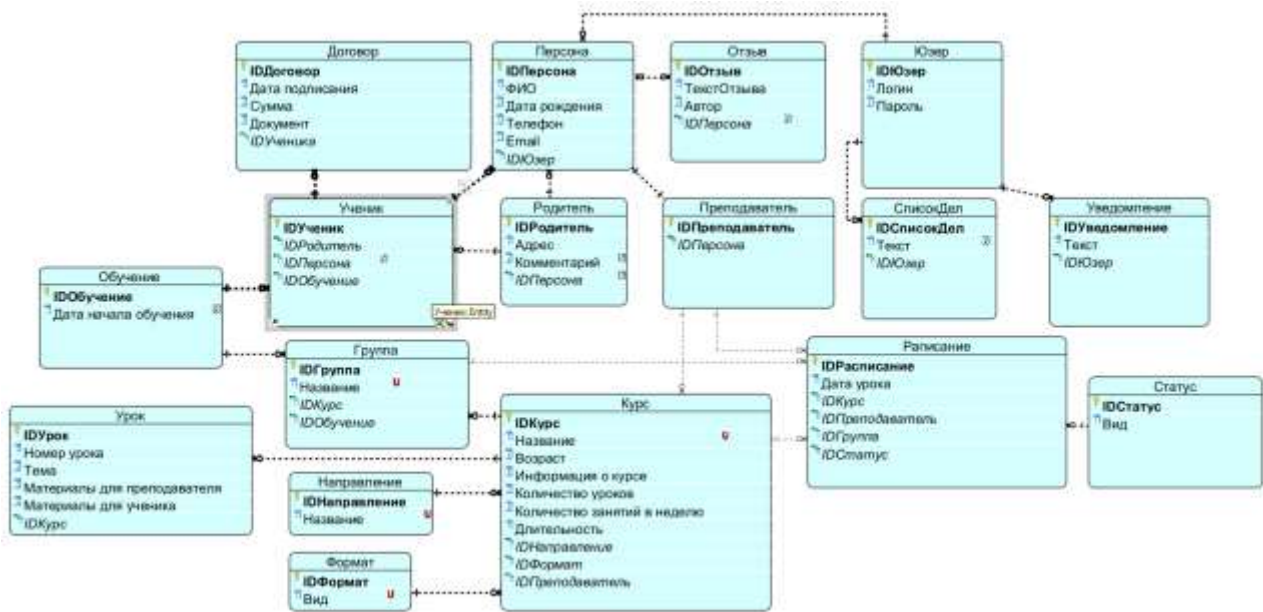 Договор
IDДоговор
Дата подписания
Сумма
Документ
IDУченика
Персона
IDПерсона
ФИО
Дата рождения
Телефон
Email
IDЮзер
Отзыв
IDОтзыв
ТекстОтзыва
Автор
IDПерсона
Юзер
IDЮзер
Логин
Пароль
Ученик
IDУченик
IDРодитель
IDПерсона
IDОбучение
Ученик Entity
Родитель
IDРодитель
Адрес
Комментарий
IDПерсона
Преподаватель
IDПреподаватель
IDПерсона
СписокДел
IDСписокДел
Текст
IDЮзер
Уведомление
IDУведомление
Текст
IDЮзер
Обучение
IDОбучение
Дата начала обучения
Группа
IDГруппа
Название U
IDКурс
IDОбучение
Раписание
IDРасписание
Дата урока
IDКурс
IDПреподаватель
IDГруппа
IDСтатус
Статус
IDСтатус
Вид
Урок
IDУрок
Номер урока
Тема
Материалы для преподавателя
Материалы для ученика
IDКурс
Курс
IDКурс
Название U
Возраст
Информация о курсе
Количество уроков
Количество занятий в неделю
Длительность
IDНаправление
IDФормат
IDПреподаватель
Направление
IDНаправление
Название U
Формат
IDФормат
Вид U